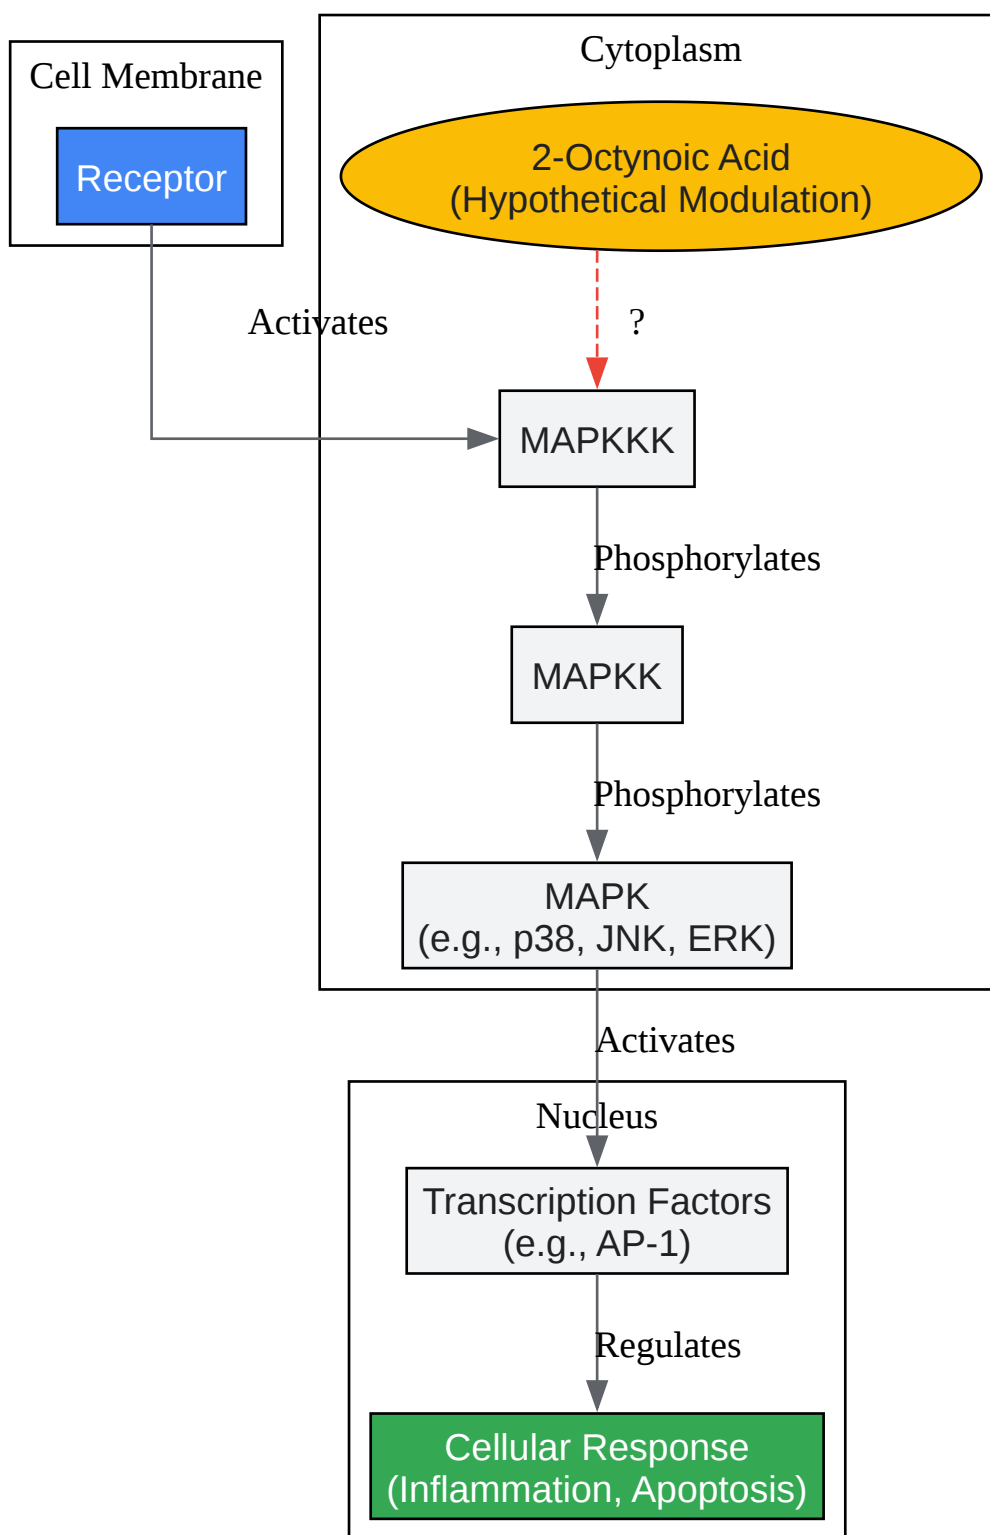 Cell Membrane
Receptor
Cytoplasm
2-Octynoic Acid
(Hypothetical Modulation)
Activates
?
MAPKKK
Phosphorylates
MAPKK
Phosphorylates
MAPK
(e.g., p38, JNK, ERK)
Activates
Nucleus
Transcription Factors
(e.g., AP-1)
Regulates
Cellular Response
(Inflammation, Apoptosis)